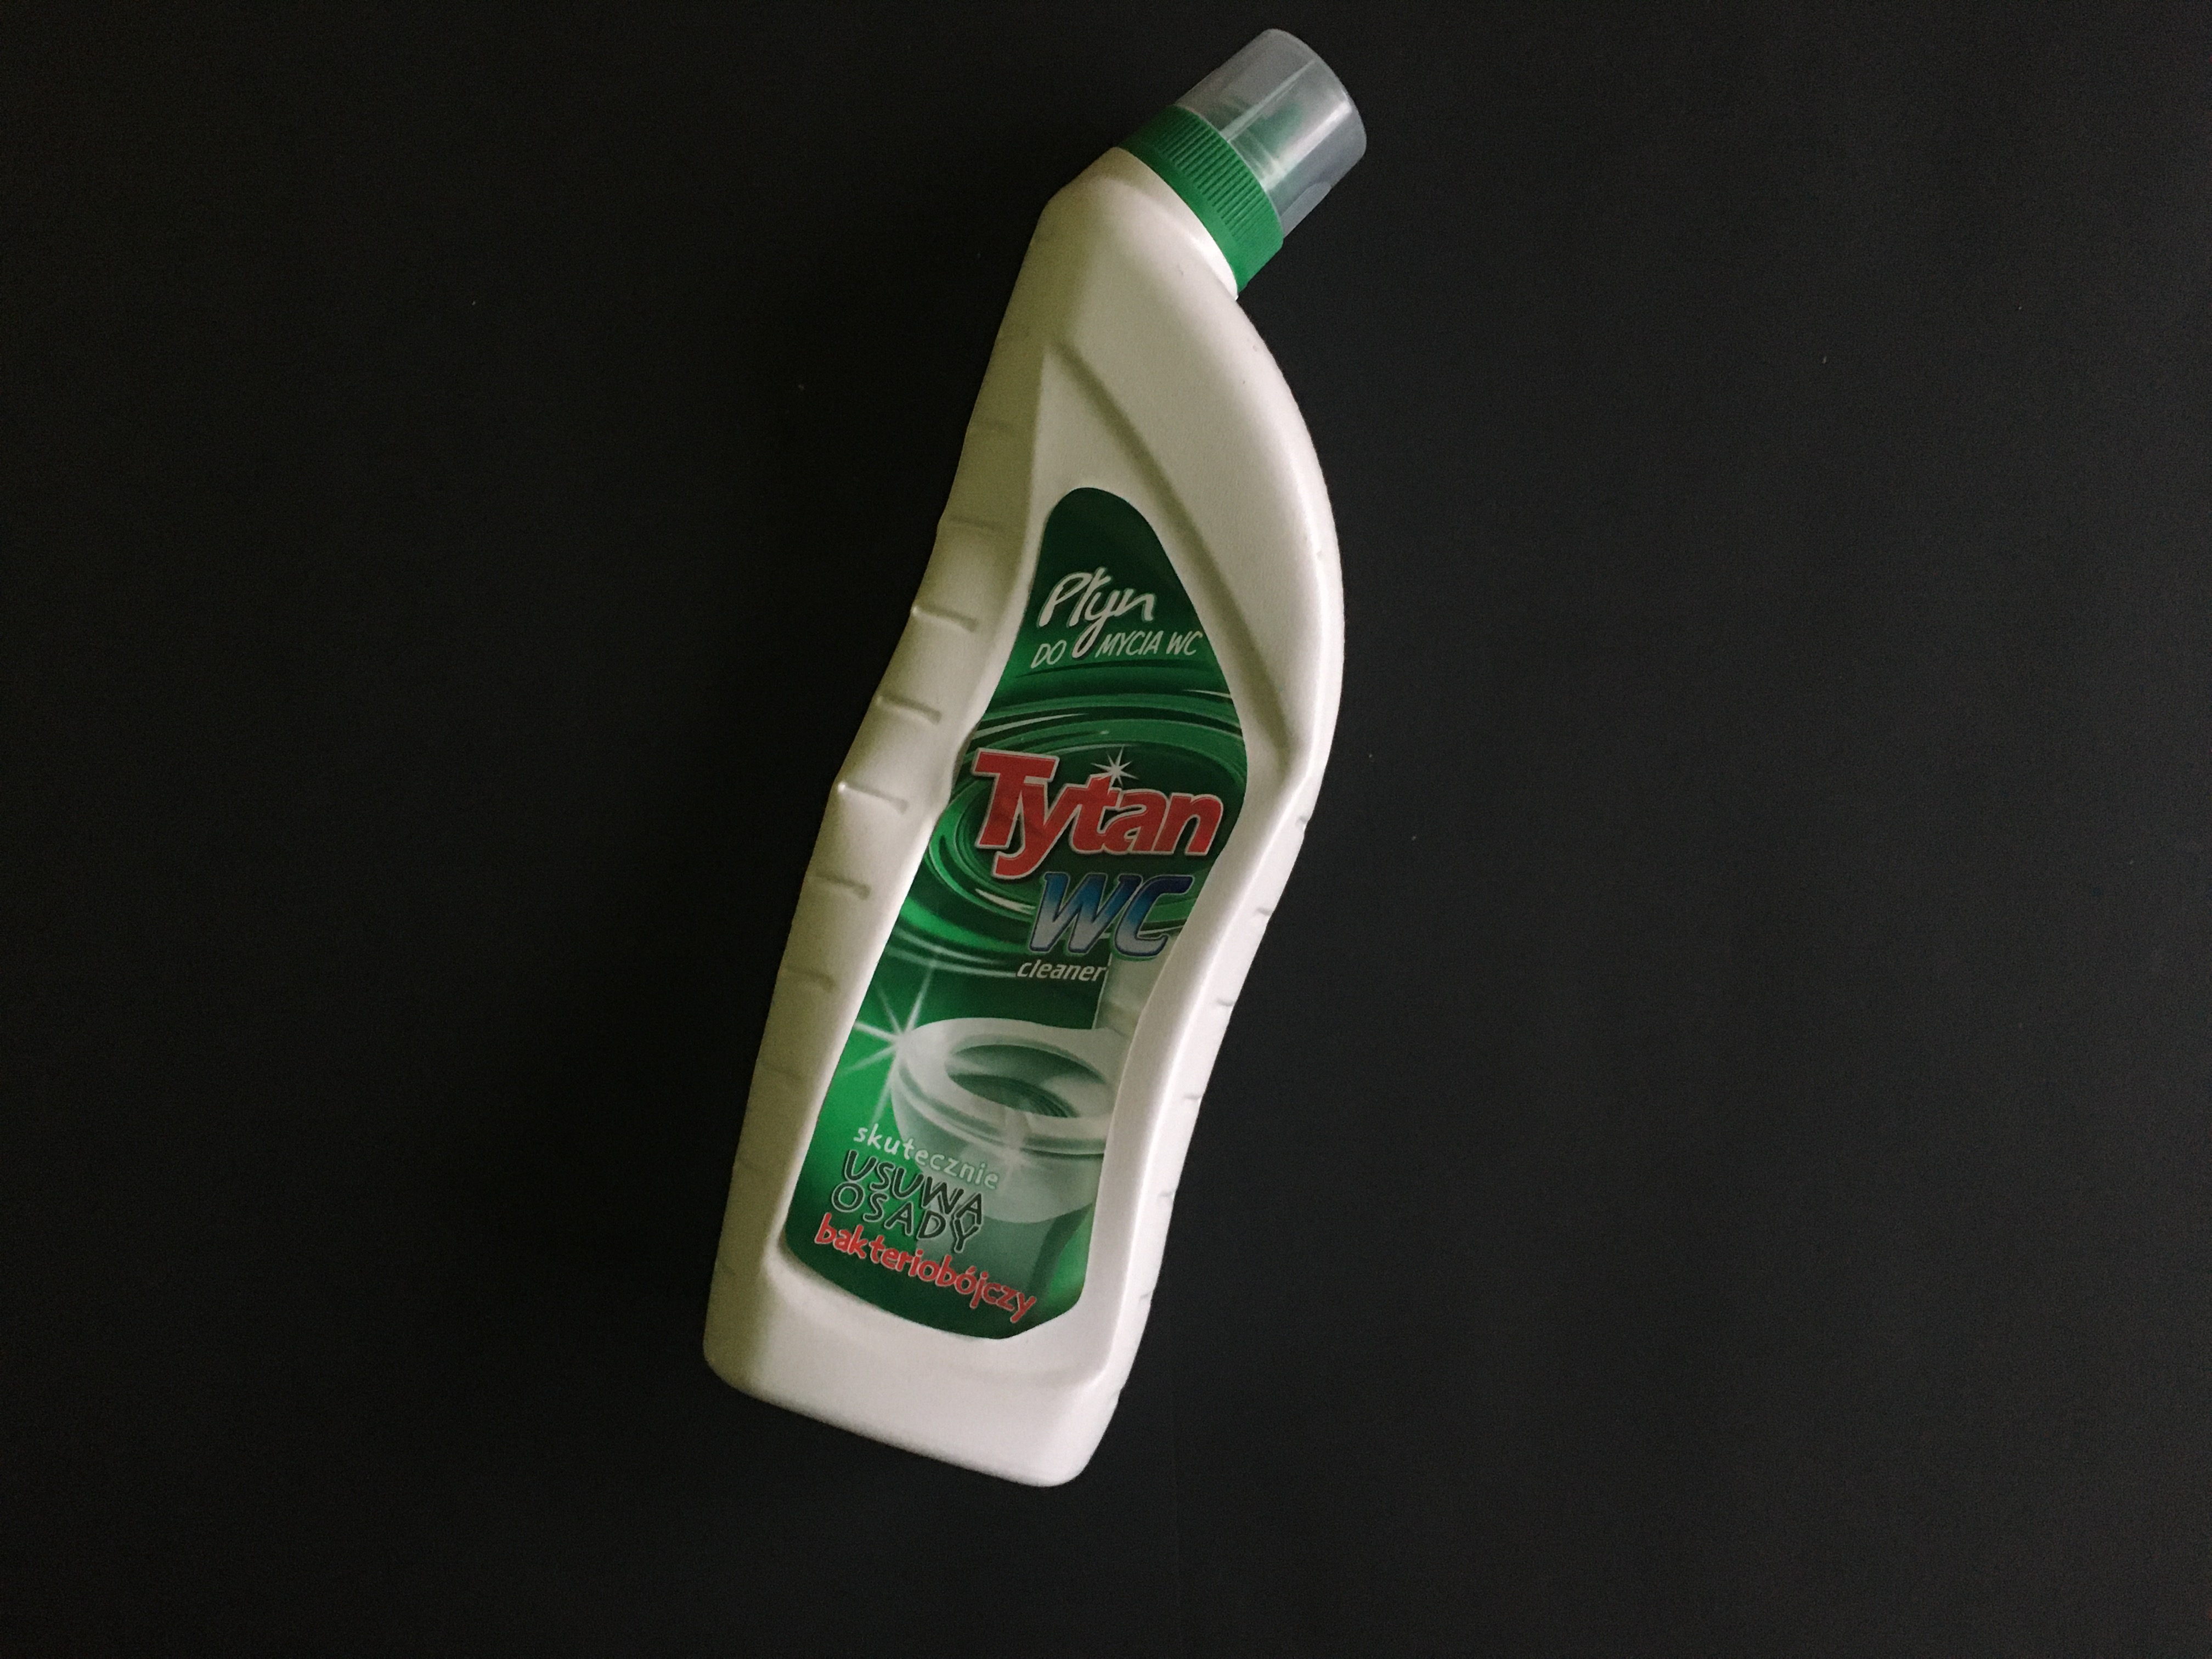 Płyn
DO MYCIA WC
Tytan
WC
cleaner
skutecznie
USUWA
OSADY
bakteriobójczy